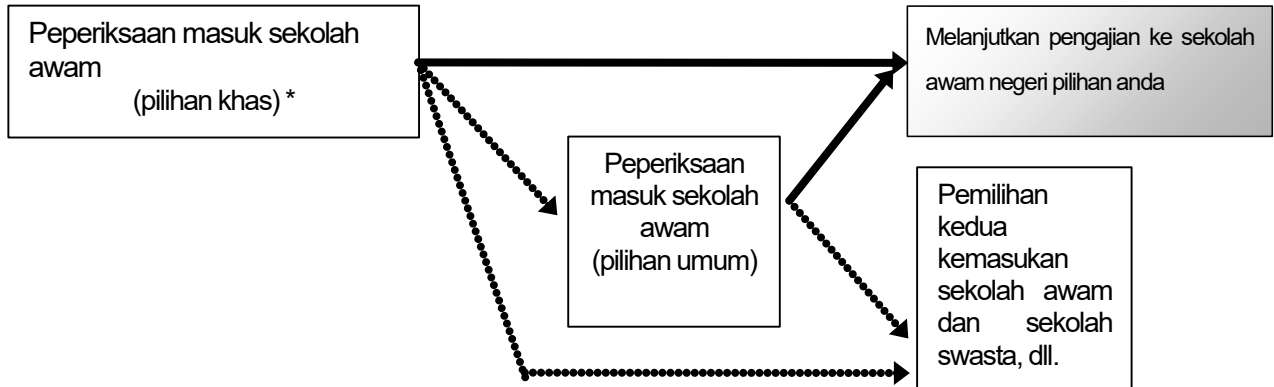 Peperiksaan masuk sekolah
awam
(pilihan khas) *
Melanjutkan pengajian ke sekolah
awam negeri pilihan anda
Peperiksaan
masuk sekolah
awam
(pilihan umum)
Pemilihan
kedua
kemasukan
sekolah awam
dan sekolah
swasta, dll.